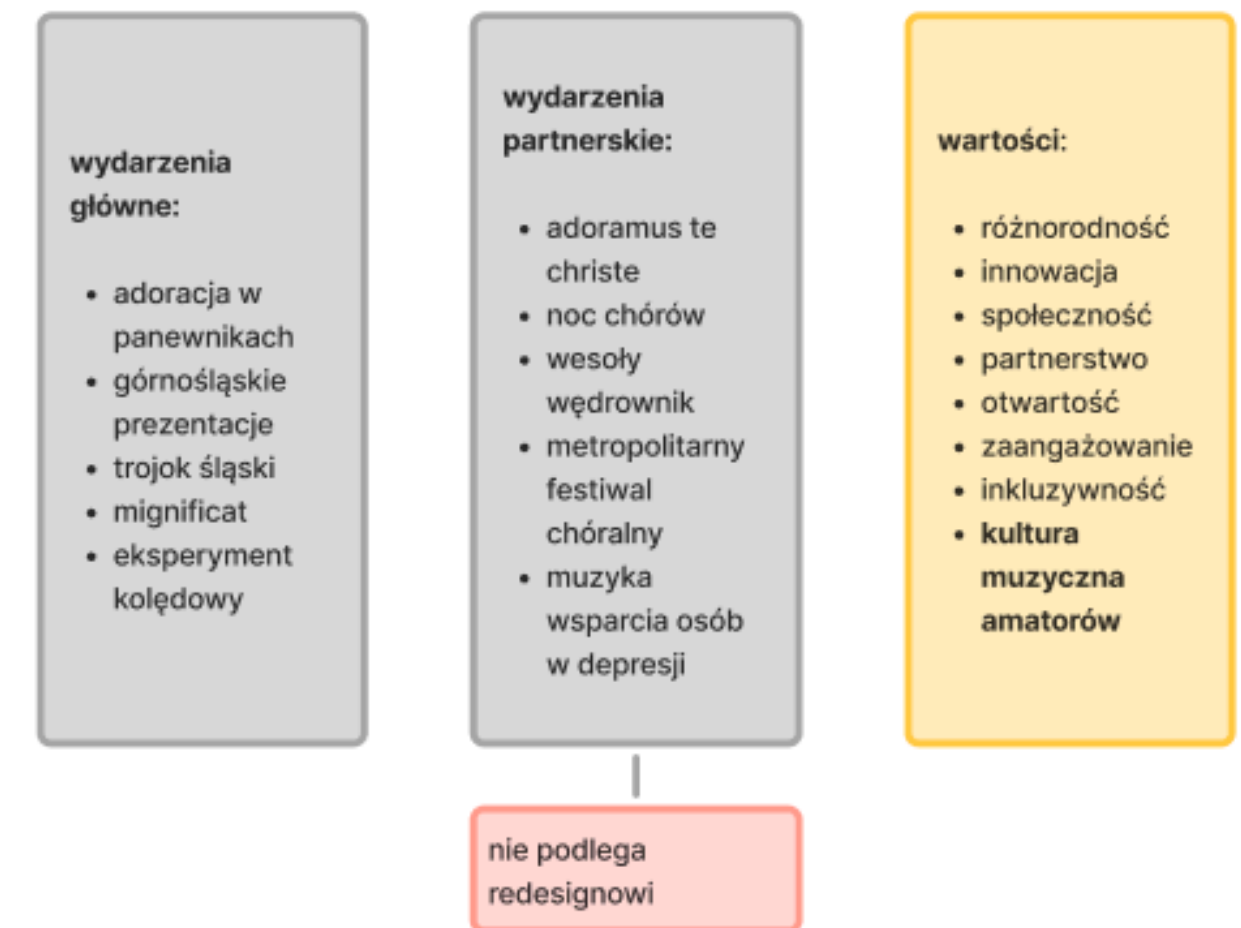 wydarzenia
główne:
• adoracja w
panewnikach
• górnośląskie
prezentacje
• trojok śląski
• mignificat
• eksperyment
kolędowy
wydarzenia
partnerskie:
• adoramus te
christe
• noc chórów
• wesoły
wędrownik
• metropolitarny
festiwal
chóralny
• muzyka
wsparcia osób
w depresji
nie podlega
redesignowi
wartości:
• różnorodność
• innowacja
• społeczność
• partnerstwo
• otwartość
• zaangażowanie
• inkluzywność
• kultura
muzyczna
amatorów